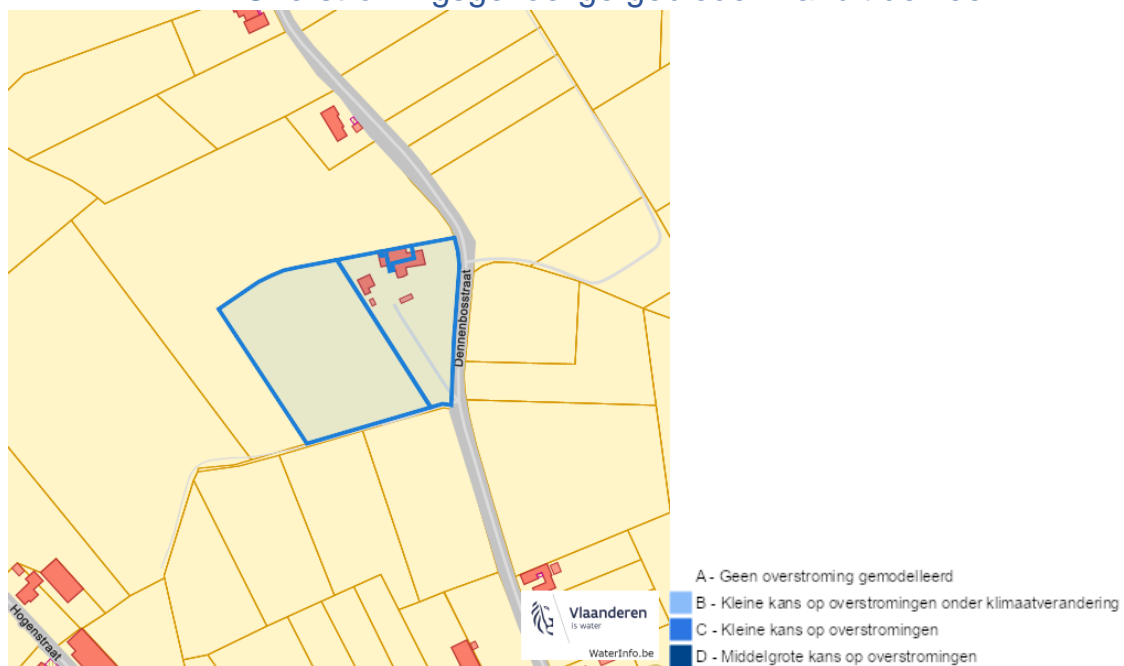 Dennenbosstraat
Hogenstraat
Vlaanderen
is water
WaterInfo.be
A - Geen overstroming gemodelleerd
B - Kleine kans op overstromingen onder klimaatverandering
C - Kleine kans op overstromingen
D - Middelgrote kans op overstromingen